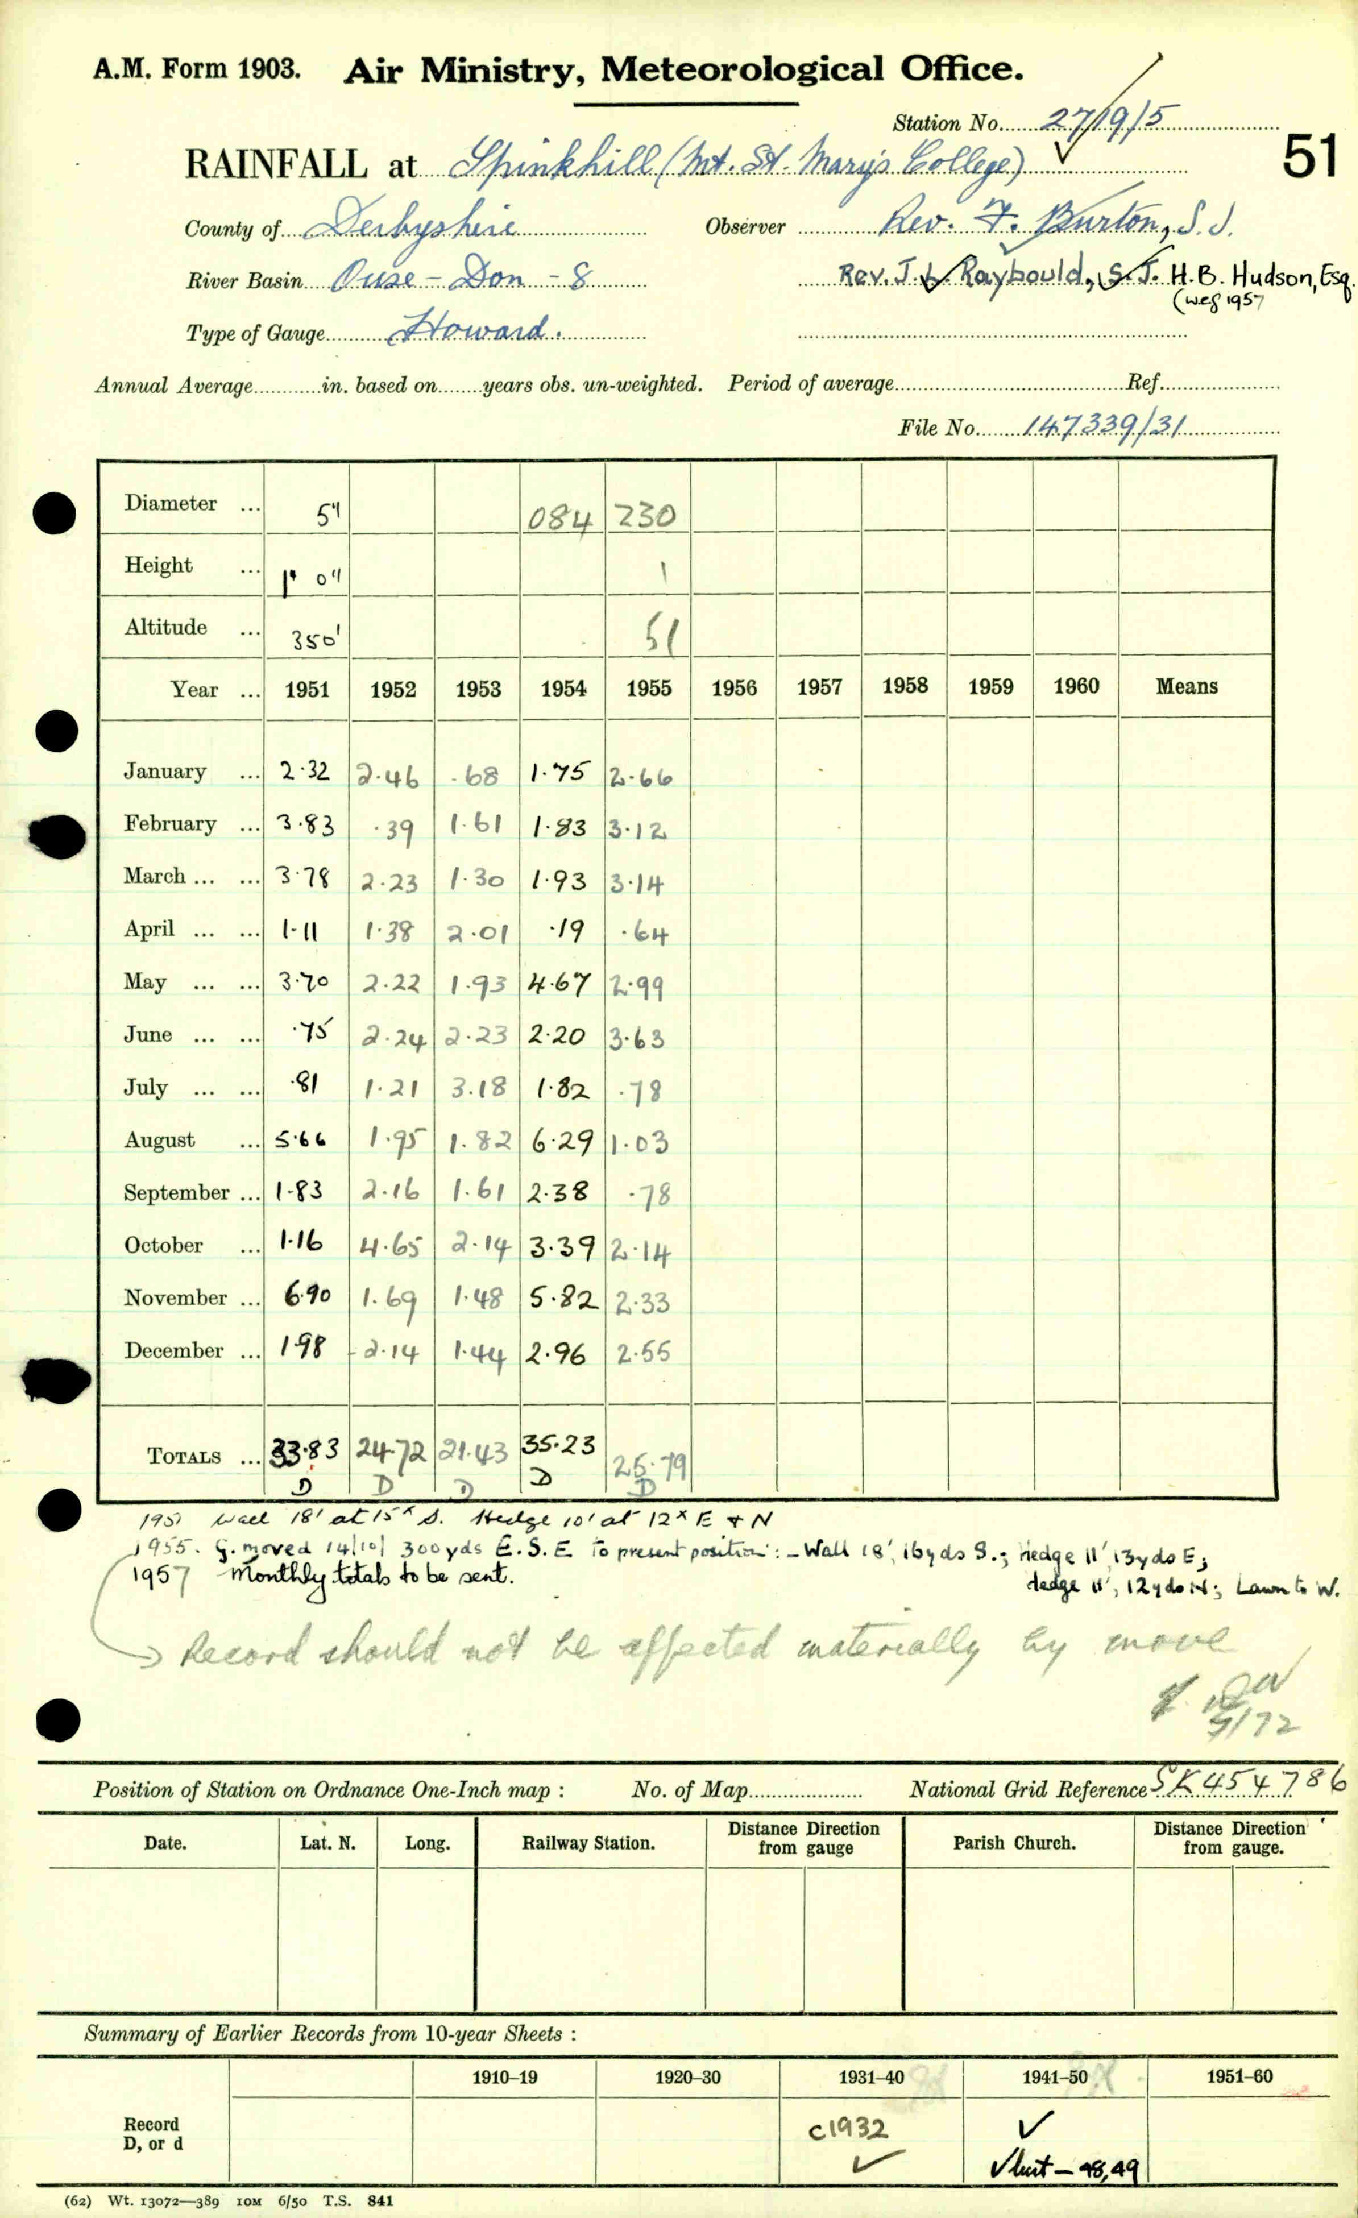 A.M. Form 1903. Air Ministry, Meteorological Office.
Station No. 27/19/5
51
RAINFALL at Spinkhill (Mt. St. Mary's College)
County of Derbyshire Observer Rev. F. Burton, S.J.
River Basin Ouse - Don - 8 Rev. J. L. Raybould, S.J. H.B. Hudson, Esq.
(wef 1957
Type of Gauge Howard.
Annual Average in. based on years obs. un-weighted. Period of average Ref.
File No. 147339/31
Diameter ... 5" 084 230
Height ... 1' 0" 1
Altitude ... 350' 51
Year ... 1951 1952 1953 1954 1955 1956 1957 1958 1959 1960 Means
January ... 2.32 2.46 .68 1.75 2.66
February ... 3.83 .39 1.61 1.83 3.12
March ... ... 3.78 2.23 1.30 1.93 3.14
April ... ... 1.11 1.38 2.01 .19 .64
May ... ... 3.70 2.22 1.93 4.67 2.99
June ... ... .75 2.24 2.23 2.20 3.63
July ... ... .81 1.21 3.18 1.82 .78
August ... 5.66 1.95 1.82 6.29 1.03
September ... 1.83 2.16 1.61 2.38 .78
October ... 1.16 4.65 2.14 3.39 2.14
November ... 6.90 1.69 1.48 5.82 2.33
December ... 1.98 2.14 1.44 2.96 2.55
TOTALS ... 33.83 24.72 21.43 35.23 25.79
D D D D D
1951 Wall 18' at 15x S. Hedge 10' at 12x E + N
1955. G. moved 14/10/ 300yds E.S.E to present position: - Wall 18', 16yds S.; Hedge 11', 13yds E;
1957 Monthly totals to be sent. Hedge 11', 12yds N; Lawn to W.
Record should not be affected materially by move
9/72
Position of Station on Ordnance One-Inch map : No. of Map National Grid Reference SK 454 786
Date. Lat. N. Long. Railway Station. Distance Direction from gauge Parish Church. Distance Direction from gauge.
Summary of Earlier Records from 10-year Sheets :
1910–19 1920–30 1931–40 1941–50 1951–60
Record
D, or d
c1932 ✓
✓ ✓ but - 48, 49
(62) Wt. 13072—389 10M 6/50 T.S. 841